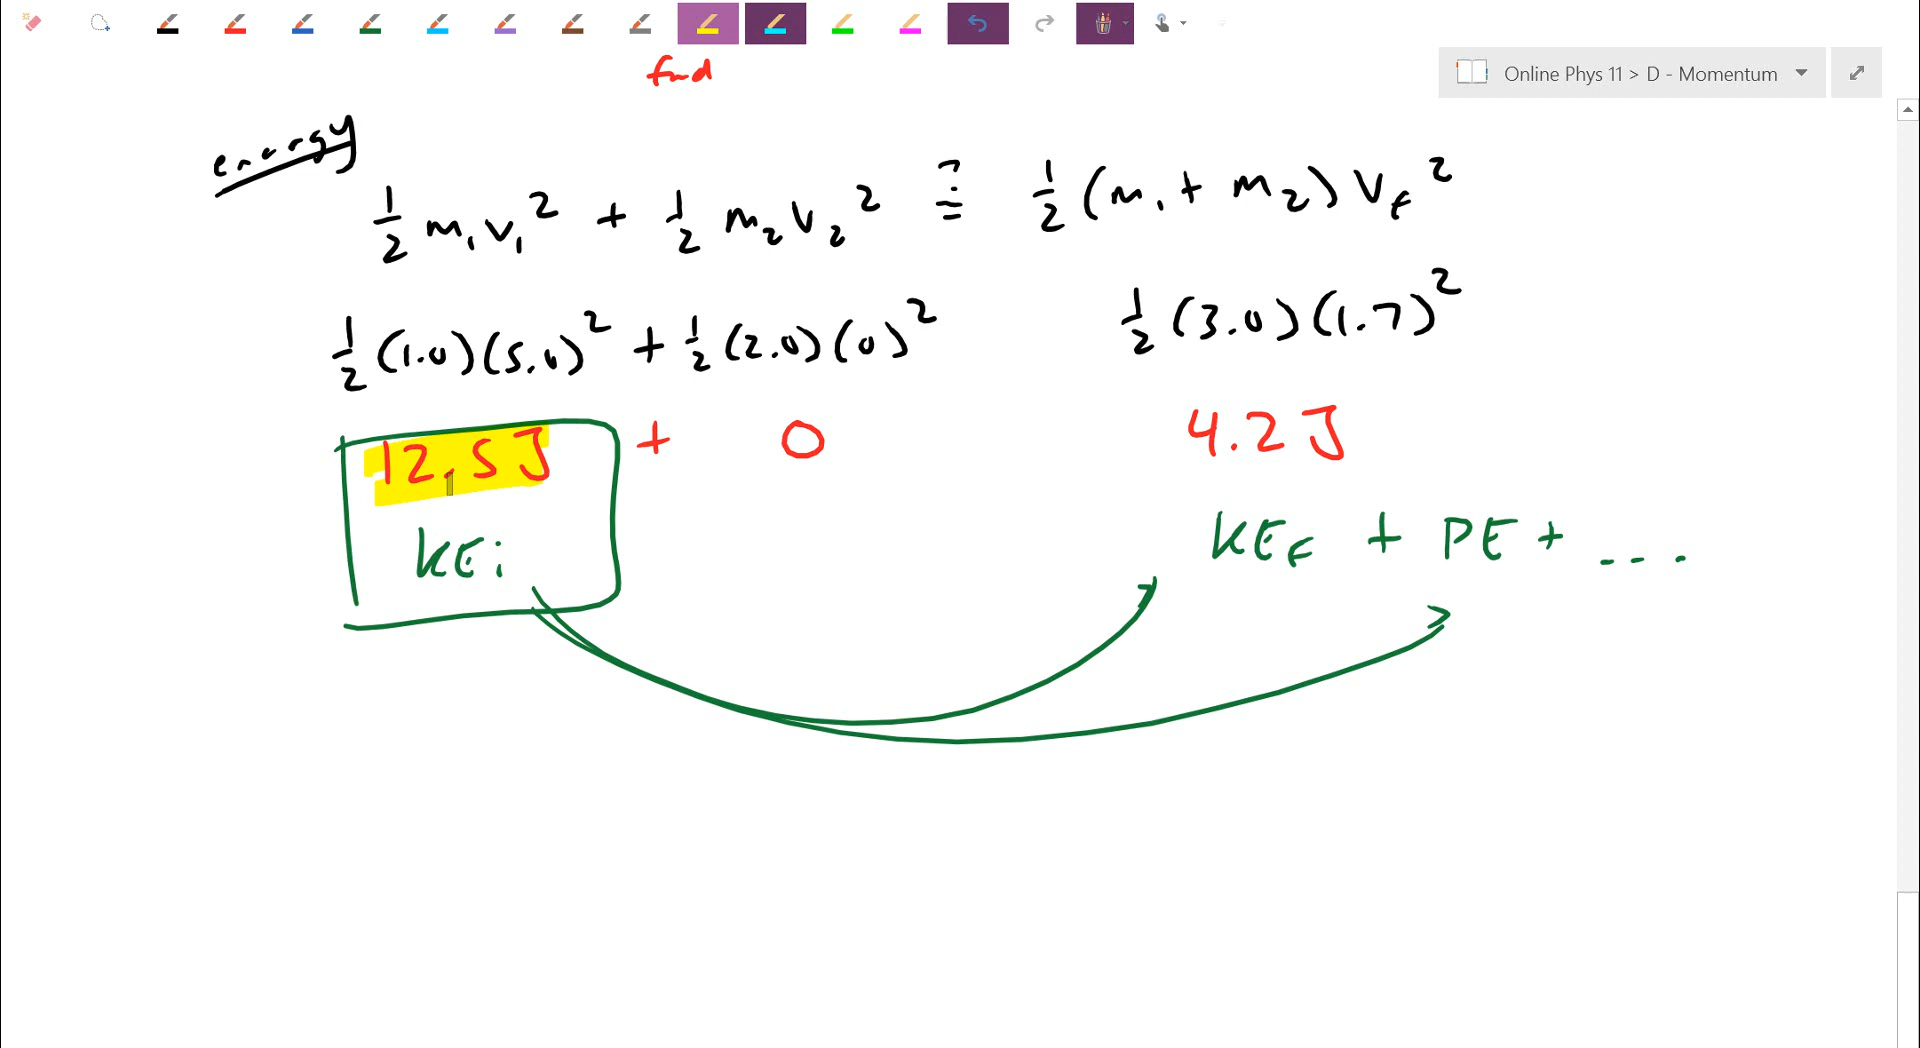 find
Online Phys 11 > D - Momentum
energy
½ m₁v₁² + ½ m₂v₂² ≟ ½ (m₁ + m₂) v_f²
½ (1.0)(5.0)² + ½ (2.0)(0)² ½ (3.0)(1.7)²
12.5 J + 0 4.2 J
KEi KEf + PE + ...